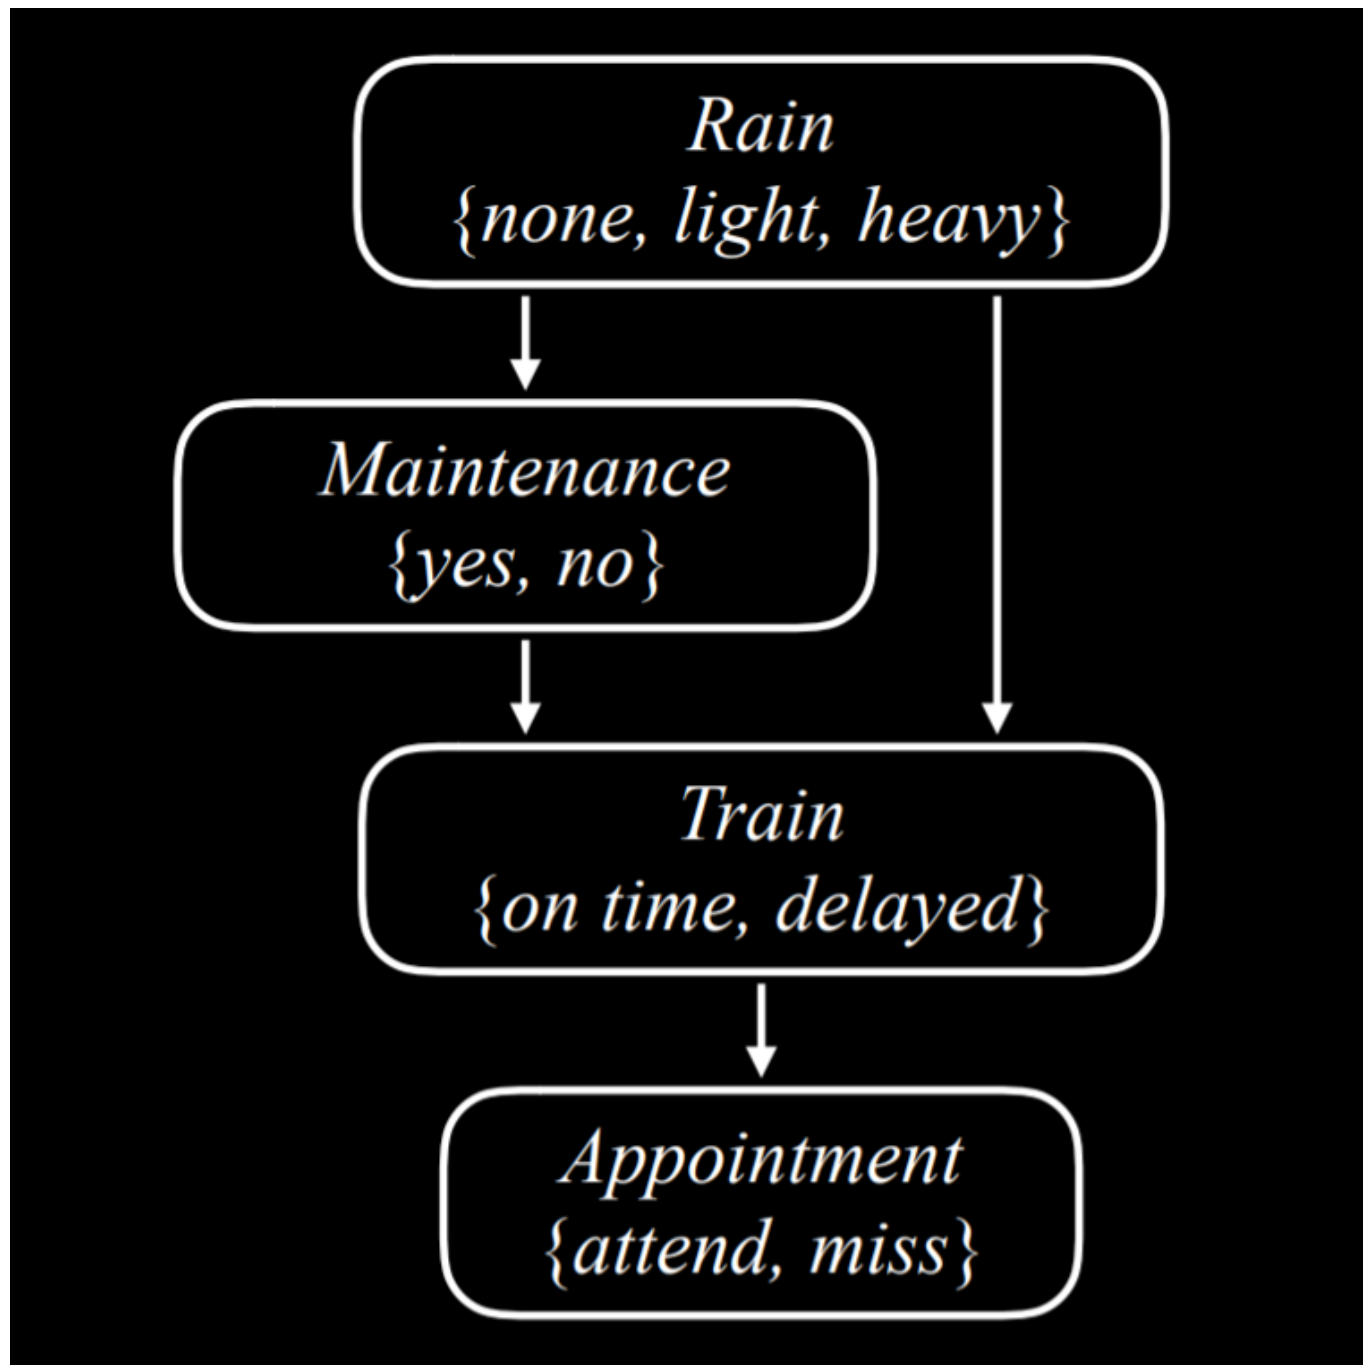 Rain
{none, light, heavy}
Maintenance
{yes, no}
Train
{on time, delayed}
Appointment
{attend, miss}